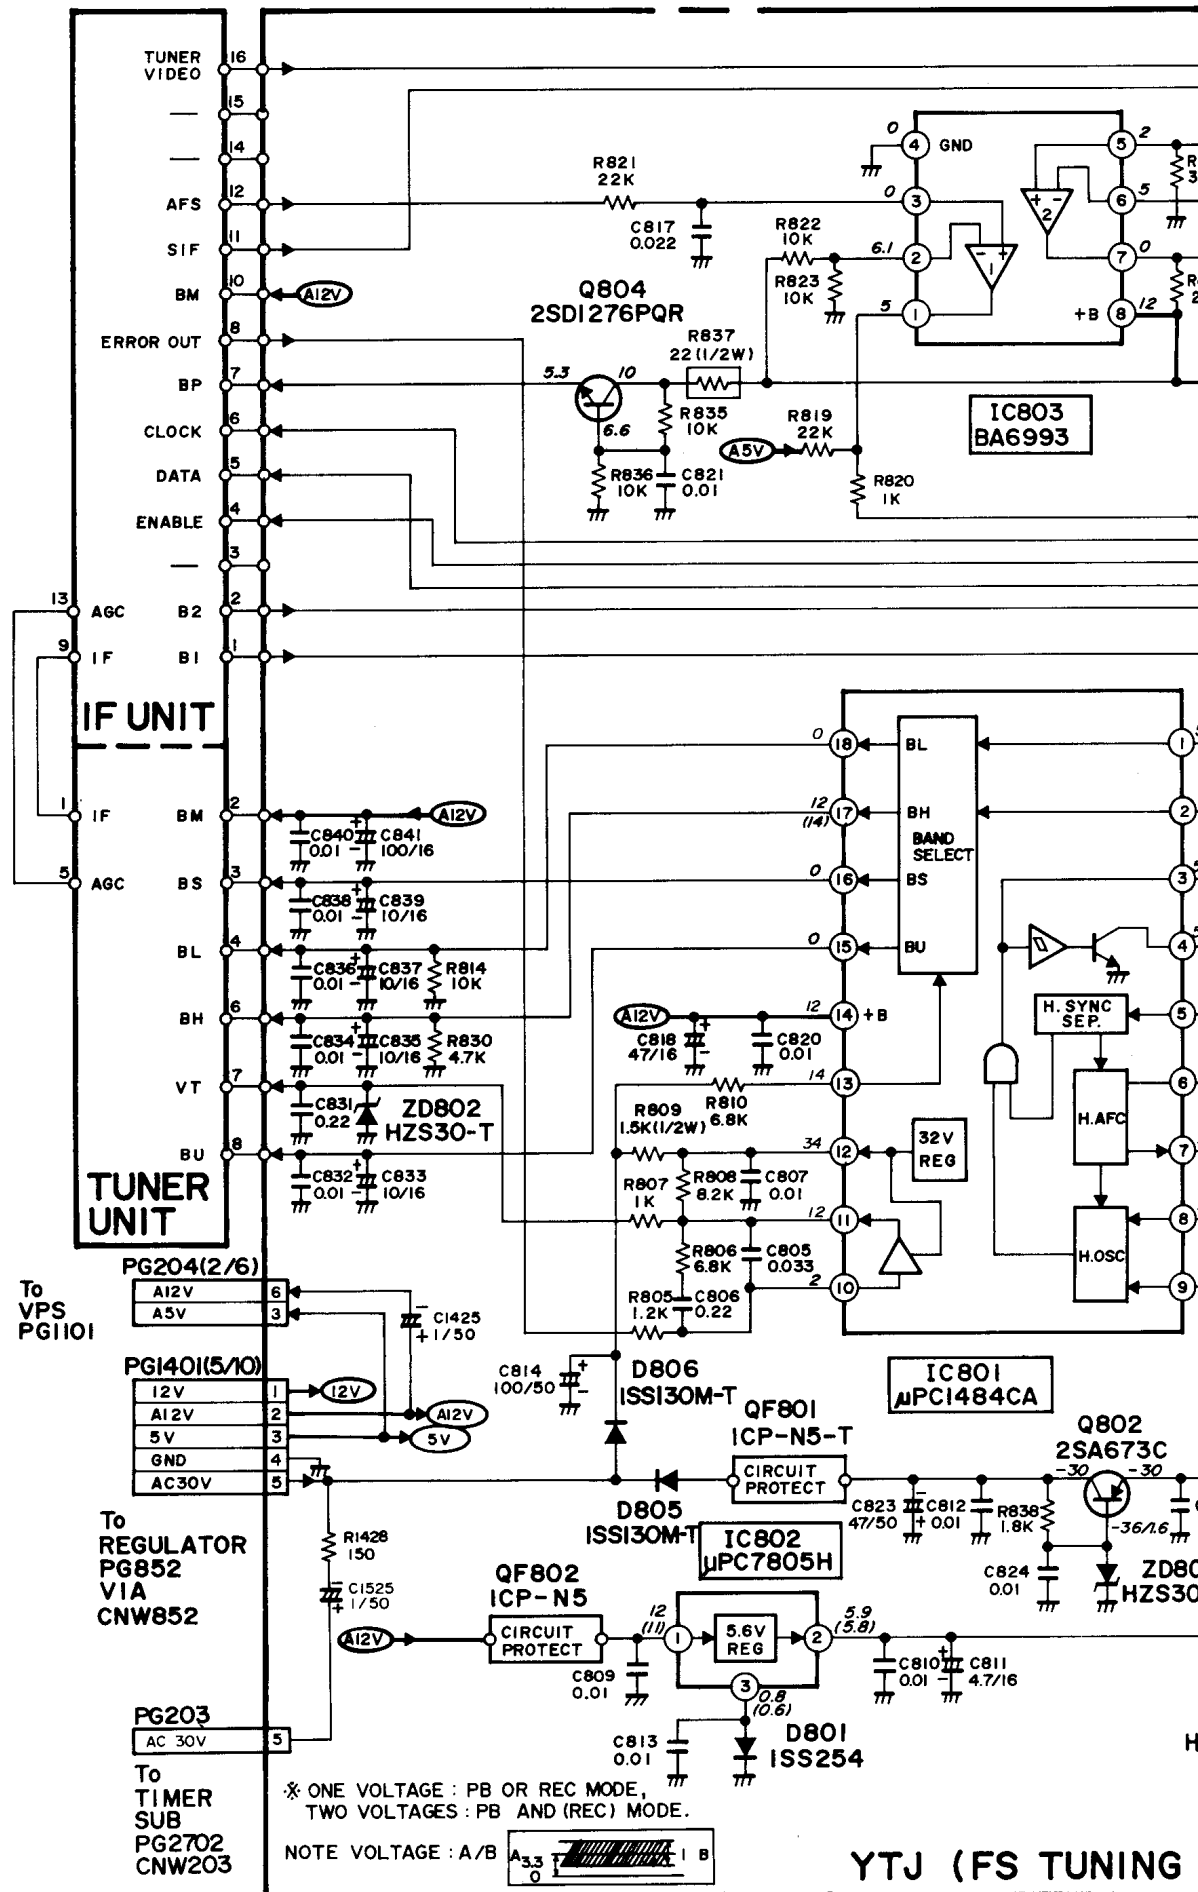 TUNER
VIDEO
16
15
14
AFS
12
SIF
11
BM
10
A12V
ERROR OUT
8
BP
7
CLOCK
6
DATA
5
ENABLE
4
3
13
AGC
B2
2
9
IF
B1
1
IF UNIT
1
IF
BM
2
5
AGC
BS
3
BL
4
BH
6
VT
7
BU
8
TUNER
UNIT
R821
22K
C817
0.022
0
4
GND
0
3
6.1
2
5
1
5
2
6
5
7
0
+B
8
12
+ -
2
- +
1
R822
10K
R823
10K
Q804
2SD1276PQR
R837
22(1/2W)
5.3
10
6.6
R835
10K
R836
10K
C821
0.01
A5V
R819
22K
R820
1K
IC803
BA6993
0
18
BL
1
12
(14)
17
BH
2
BAND
SELECT
0
16
BS
3
0
15
BU
4
12
14
+B
H. SYNC
SEP.
5
14
13
6
H.AFC
34
12
32V
REG
7
12
11
8
H.OSC
2
10
9
A12V
C840
0.01
C841
100/16
C838
0.01
C839
10/16
C836
0.01
C837
10/16
R814
10K
C834
0.01
C835
10/16
R830
4.7K
C831
0.22
ZD802
HZS30-T
C832
0.01
C833
10/16
A12V
C818
47/16
C820
0.01
R810
6.8K
R809
1.5K(1/2W)
R807
1K
R808
8.2K
C807
0.01
R806
6.8K
C805
0.033
R805
1.2K
C806
0.22
C814
100/50
D806
ISS130M-T
IC801
μPC1484CA
QF801
ICP-N5-T
CIRCUIT
PROTECT
D805
ISS130M-T
C823
47/50
C812
0.01
R838
1.8K
Q802
2SA673C
-30
-30
-36/1.6
C824
0.01
HZS30
To
VPS
PG1101
PG204(2/6)
A12V 6
A5V 3
C1425
1/50
PG1401(5/10)
12V 1
A12V 2
5V 3
GND 4
AC30V 5
12V
A12V
5V
To
REGULATOR
PG852
VIA
CNW852
R1428
150
C1525
1/50
IC802
μPC7805H
QF802
ICP-N5
A12V
CIRCUIT
PROTECT
12
(11)
1
5.6V
REG
2
5.9
(5.8)
3
0.8
(0.6)
C809
0.01
C810
0.01
C811
4.7/16
C813
0.01
D801
ISS254
PG203
AC 30V 5
To
TIMER
SUB
PG2702
CNW203
※ ONE VOLTAGE : PB OR REC MODE,
TWO VOLTAGES : PB AND (REC) MODE.
NOTE VOLTAGE : A/B
A 3.3
0
B
YTJ (FS TUNING